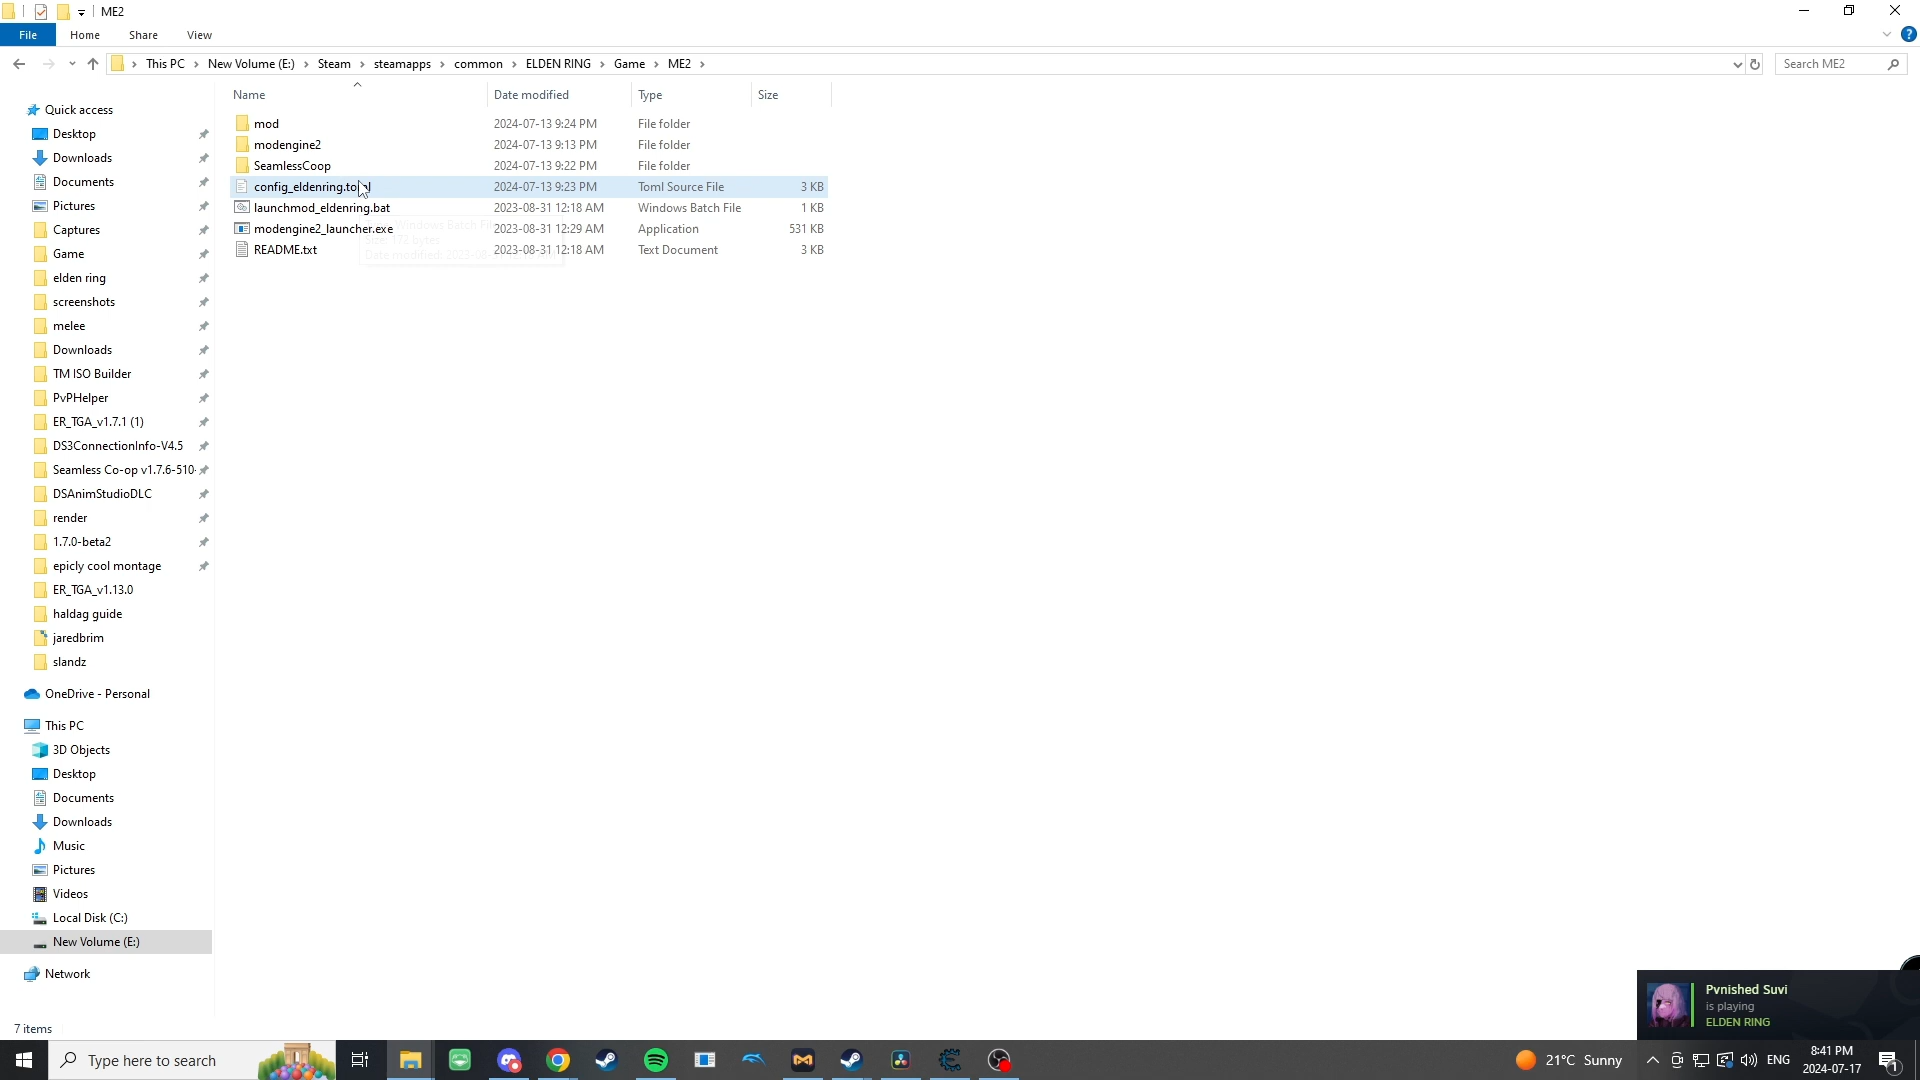 ME2
File Home Share View
This PC New Volume (E:) Steam steamapps common ELDEN RING Game ME2
Search ME2
Name Date modified Type Size
mod 2024-07-13 9:24 PM File folder
modengine2 2024-07-13 9:13 PM File folder
SeamlessCoop 2024-07-13 9:22 PM File folder
config_eldenring.toml 2024-07-13 9:23 PM Toml Source File 3 KB
launchmod_eldenring.bat 2023-08-31 12:18 AM Windows Batch File 1 KB
modengine2_launcher.exe 2023-08-31 12:29 AM Application 531 KB
README.txt 2023-08-31 12:18 AM Text Document 3 KB
Quick access
Desktop
Downloads
Documents
Pictures
Captures
Game
elden ring
screenshots
melee
Downloads
TM ISO Builder
PvPHelper
ER_TGA_v1.7.1 (1)
DS3ConnectionInfo-V4.5
Seamless Co-op v1.7.6-510-
DSAnimStudioDLC
render
1.7.0-beta2
epicly cool montage
ER_TGA_v1.13.0
haldag guide
jaredbrim
slandz
OneDrive - Personal
This PC
3D Objects
Desktop
Documents
Downloads
Music
Pictures
Videos
Local Disk (C:)
New Volume (E:)
Network
7 items
Pvnished Suvi
is playing
ELDEN RING
Type here to search
21°C Sunny
ENG
8:41 PM
2024-07-17
1